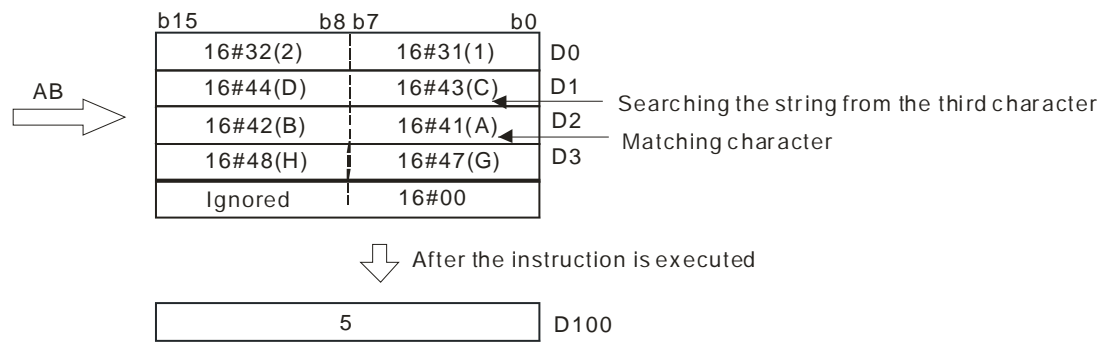 b15 b8 b7 b0
16#32(2) 16#31(1) D0
AB 16#44(D) 16#43(C) D1
Searching the string from the third character
16#42(B) 16#41(A) D2
Matching character
16#48(H) 16#47(G) D3
Ignored 16#00
After the instruction is executed
5 D100